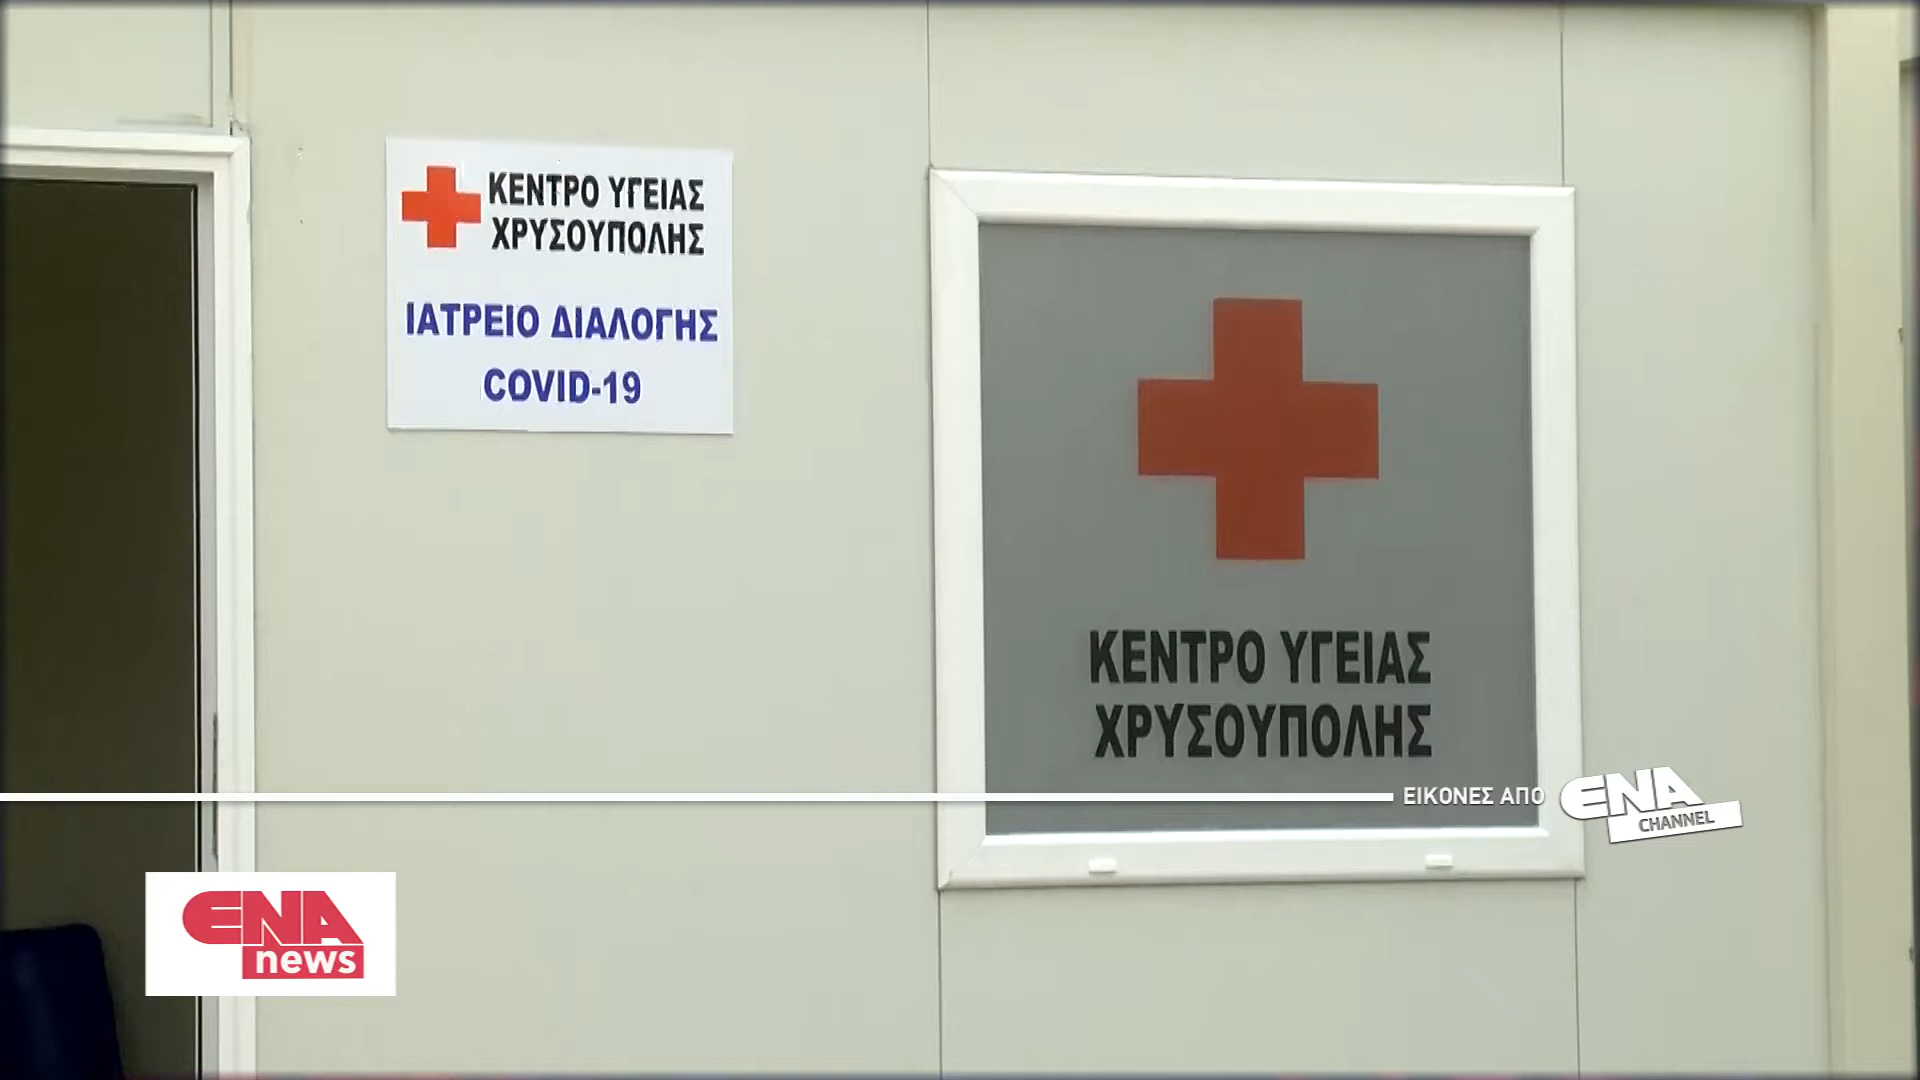 ΚΕΝΤΡΟ ΥΓΕΙΑΣ
ΧΡΥΣΟΥΠΟΛΗΣ
ΙΑΤΡΕΙΟ ΔΙΑΛΟΓΗΣ
COVID-19
ΚΕΝΤΡΟ ΥΓΕΙΑΣ
ΧΡΥΣΟΥΠΟΛΗΣ
ΕΙΚΟΝΕΣ ΑΠΟ
ENA
CHANNEL
ENA
news